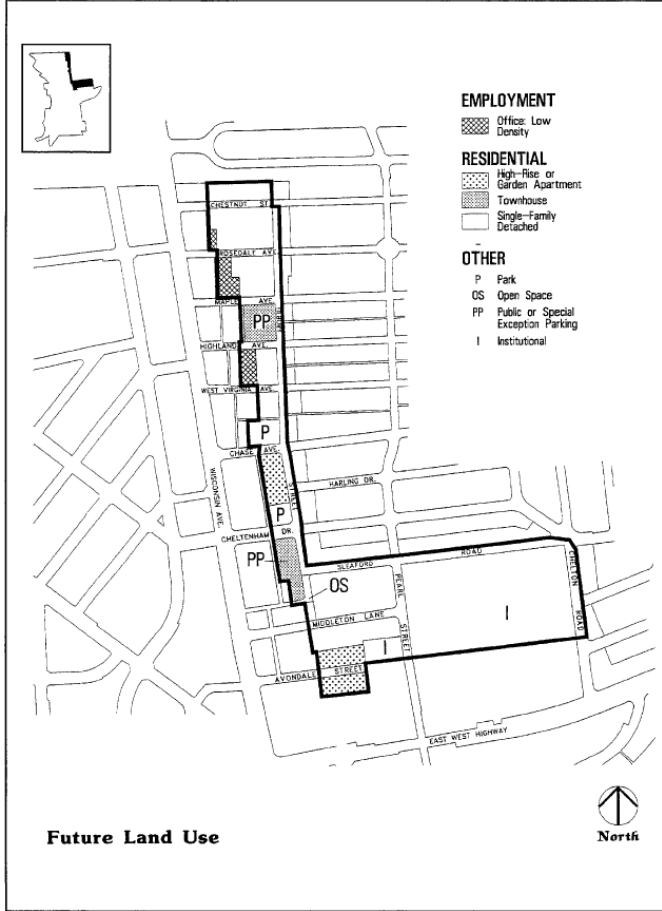 EMPLOYMENT
Office: Low
Density
RESIDENTIAL
High-Rise or
Garden Apartment
Townhouse
Single-Family
Detached
OTHER
P Park
OS Open Space
PP Public or Special
Exception Parking
I Institutional
CHESTNUT ST.
ROSEDALE AVE.
MAPLE AVE.
PP
HIGHLAND AVE.
WEST VIRGINIA AVE.
P
CHASE AVE.
WISCONSIN AVE.
STREET
HARLING DR.
P
CHELTENHAM DR.
PP
SLEAFORD ROAD
CHELTON ROAD
OS
PEARL STREET
MIDDLETON LANE
I
I
AVONDALE STREET
EAST WEST HIGHWAY
Future Land Use
North